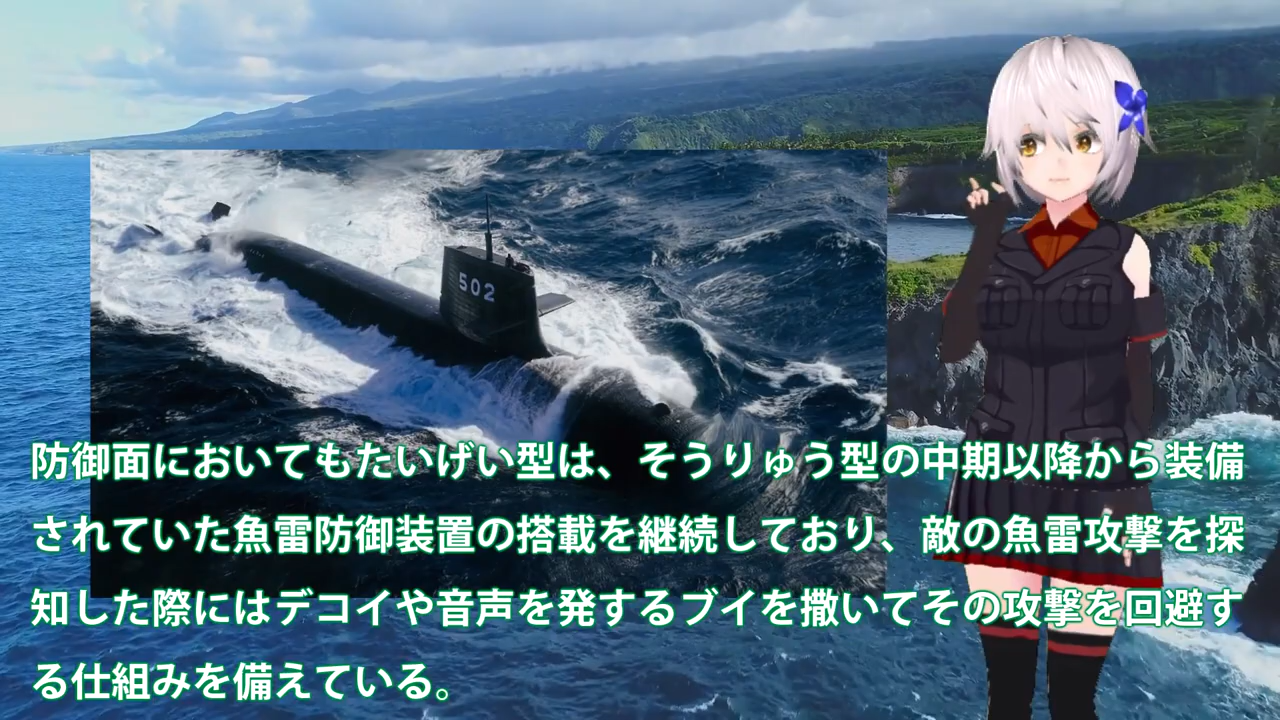 502
防御面においてもたいげい型は、そうりゅう型の中期以降から装備
されていた魚雷防御装置の搭載を継続しており、敵の魚雷攻撃を探
知した際にはデコイや音声を発するブイを撒いてその攻撃を回避す
る仕組みを備えている。